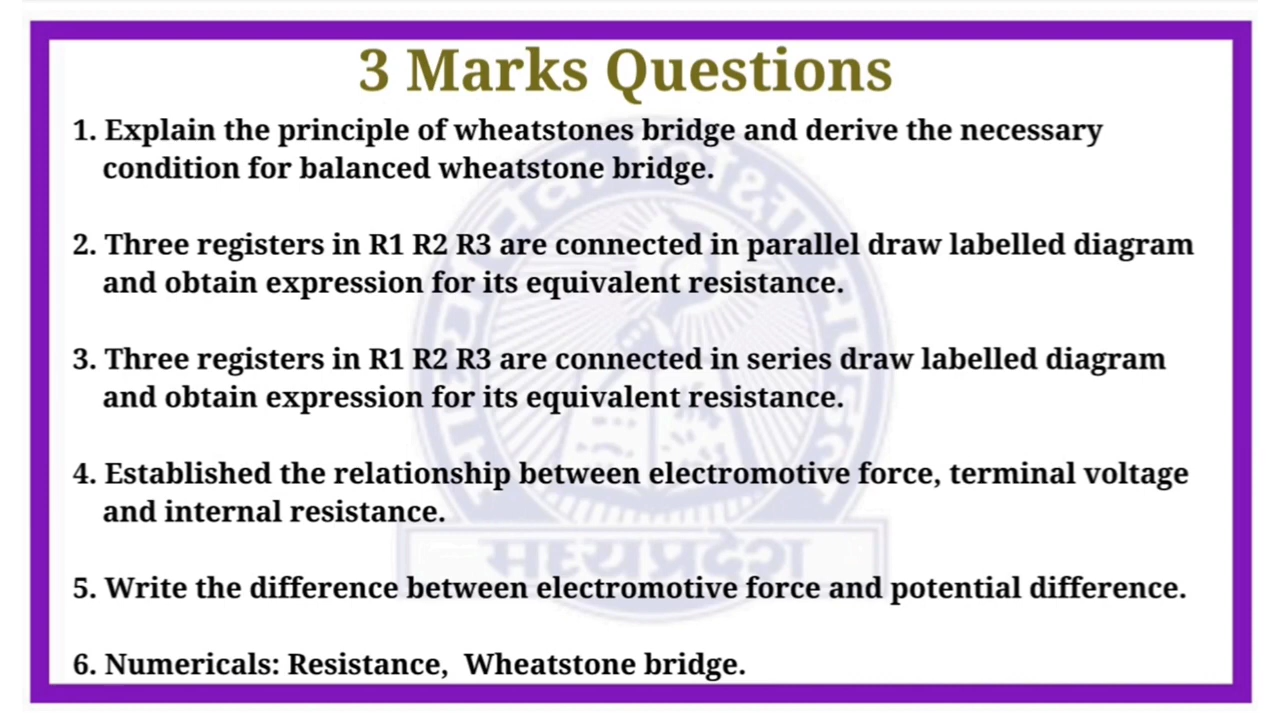 3 Marks Questions
1. Explain the principle of wheatstones bridge and derive the necessary
condition for balanced wheatstone bridge.
2. Three registers in R1 R2 R3 are connected in parallel draw labelled diagram
and obtain expression for its equivalent resistance.
3. Three registers in R1 R2 R3 are connected in series draw labelled diagram
and obtain expression for its equivalent resistance.
4. Established the relationship between electromotive force, terminal voltage
and internal resistance.
5. Write the difference between electromotive force and potential difference.
6. Numericals: Resistance,  Wheatstone bridge.
मध्यप्रदेश